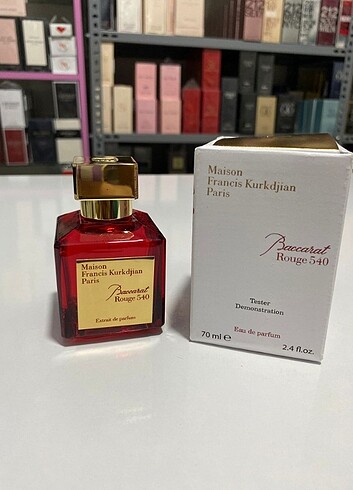 Maison
Francis Kurkdjian
Paris
Baccarat
Rouge 540
Extrait de parfum
Maison
Francis Kurkdjian
Paris
Baccarat
Rouge 540
Tester
Demonstration
Eau de parfum
70 ml ℮
2.4 fl.oz.